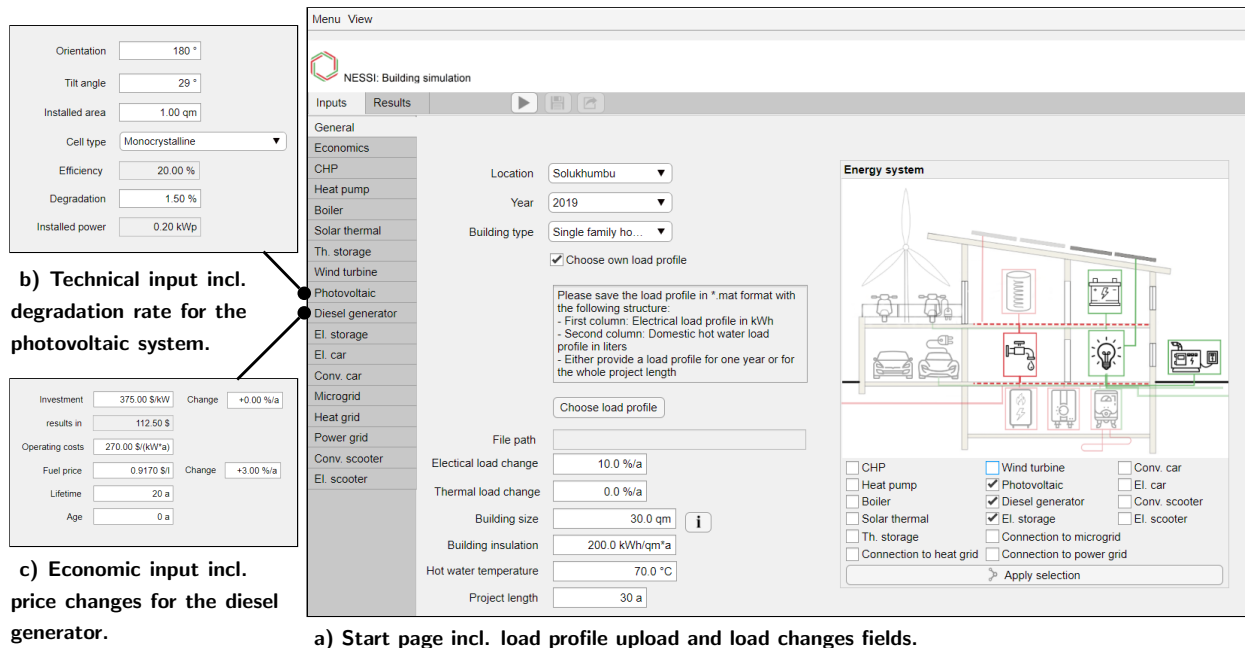 Menu View
NESSI: Building simulation
Inputs Results
General
Economics
CHP
Heat pump
Boiler
Solar thermal
Th. storage
Wind turbine
Photovoltaic
Diesel generator
El. storage
El. car
Conv. car
Microgrid
Heat grid
Power grid
Conv. scooter
El. scooter
Location Solukhumbu
Year 2019
Building type Single family ho...
Choose own load profile
Please save the load profile in *.mat format with
the following structure:
- First column: Electrical load profile in kWh
- Second column: Domestic hot water load
profile in liters
- Either provide a load profile for one year or for
the whole project length
Choose load profile
File path
Electical load change 10.0 %/a
Thermal load change 0.0 %/a
Building size 30.0 qm i
Building insulation 200.0 kWh/qm*a
Hot water temperature 70.0 °C
Project length 30 a
Energy system
CHP Wind turbine Conv. car
Heat pump Photovoltaic El. car
Boiler Diesel generator Conv. scooter
Solar thermal El. storage El. scooter
Th. storage Connection to microgrid
Connection to heat grid Connection to power grid
Apply selection
a) Start page incl. load profile upload and load changes fields.
Orientation 180 °
Tilt angle 29 °
Installed area 1.00 qm
Cell type Monocrystalline
Efficiency 20.00 %
Degradation 1.50 %
Installed power 0.20 kWp
b) Technical input incl.
degradation rate for the
photovoltaic system.
Investment 375.00 $/kW Change +0.00 %/a
results in 112.50 $
Operating costs 270.00 $/(kW*a)
Fuel price 0.9170 $/l Change +3.00 %/a
Lifetime 20 a
Age 0 a
c) Economic input incl.
price changes for the diesel
generator.